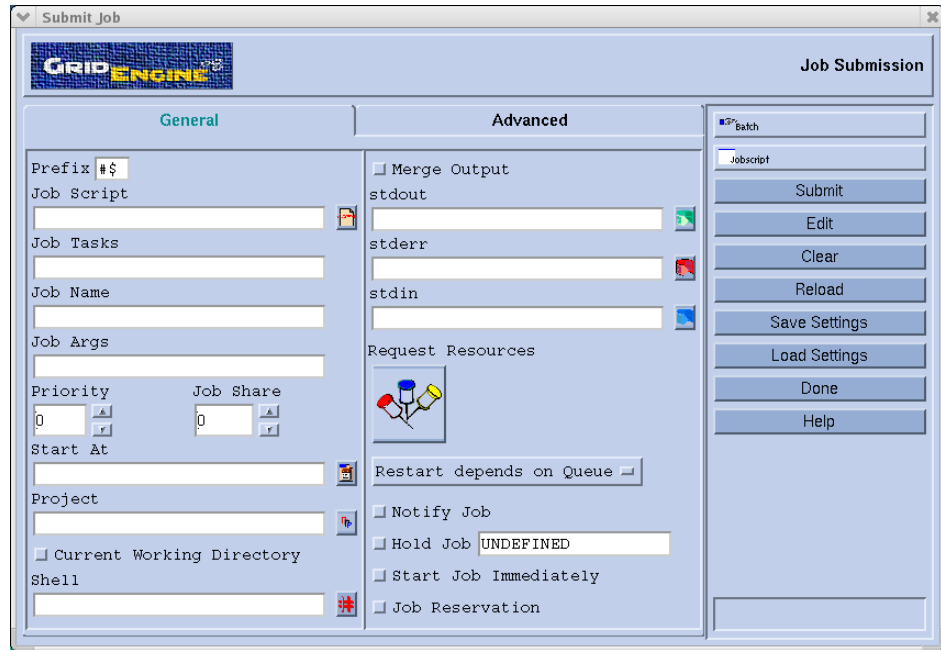 Submit Job
GRID ENGINE
Job Submission
General
Advanced
Prefix #$
Job Script
Job Tasks
Job Name
Job Args
Priority Job Share
0 0
Start At
Project
Current Working Directory
Shell
Merge Output
stdout
stderr
stdin
Request Resources
Restart depends on Queue
Notify Job
Hold Job UNDEFINED
Start Job Immediately
Job Reservation
Batch
Jobscript
Submit
Edit
Clear
Reload
Save Settings
Load Settings
Done
Help